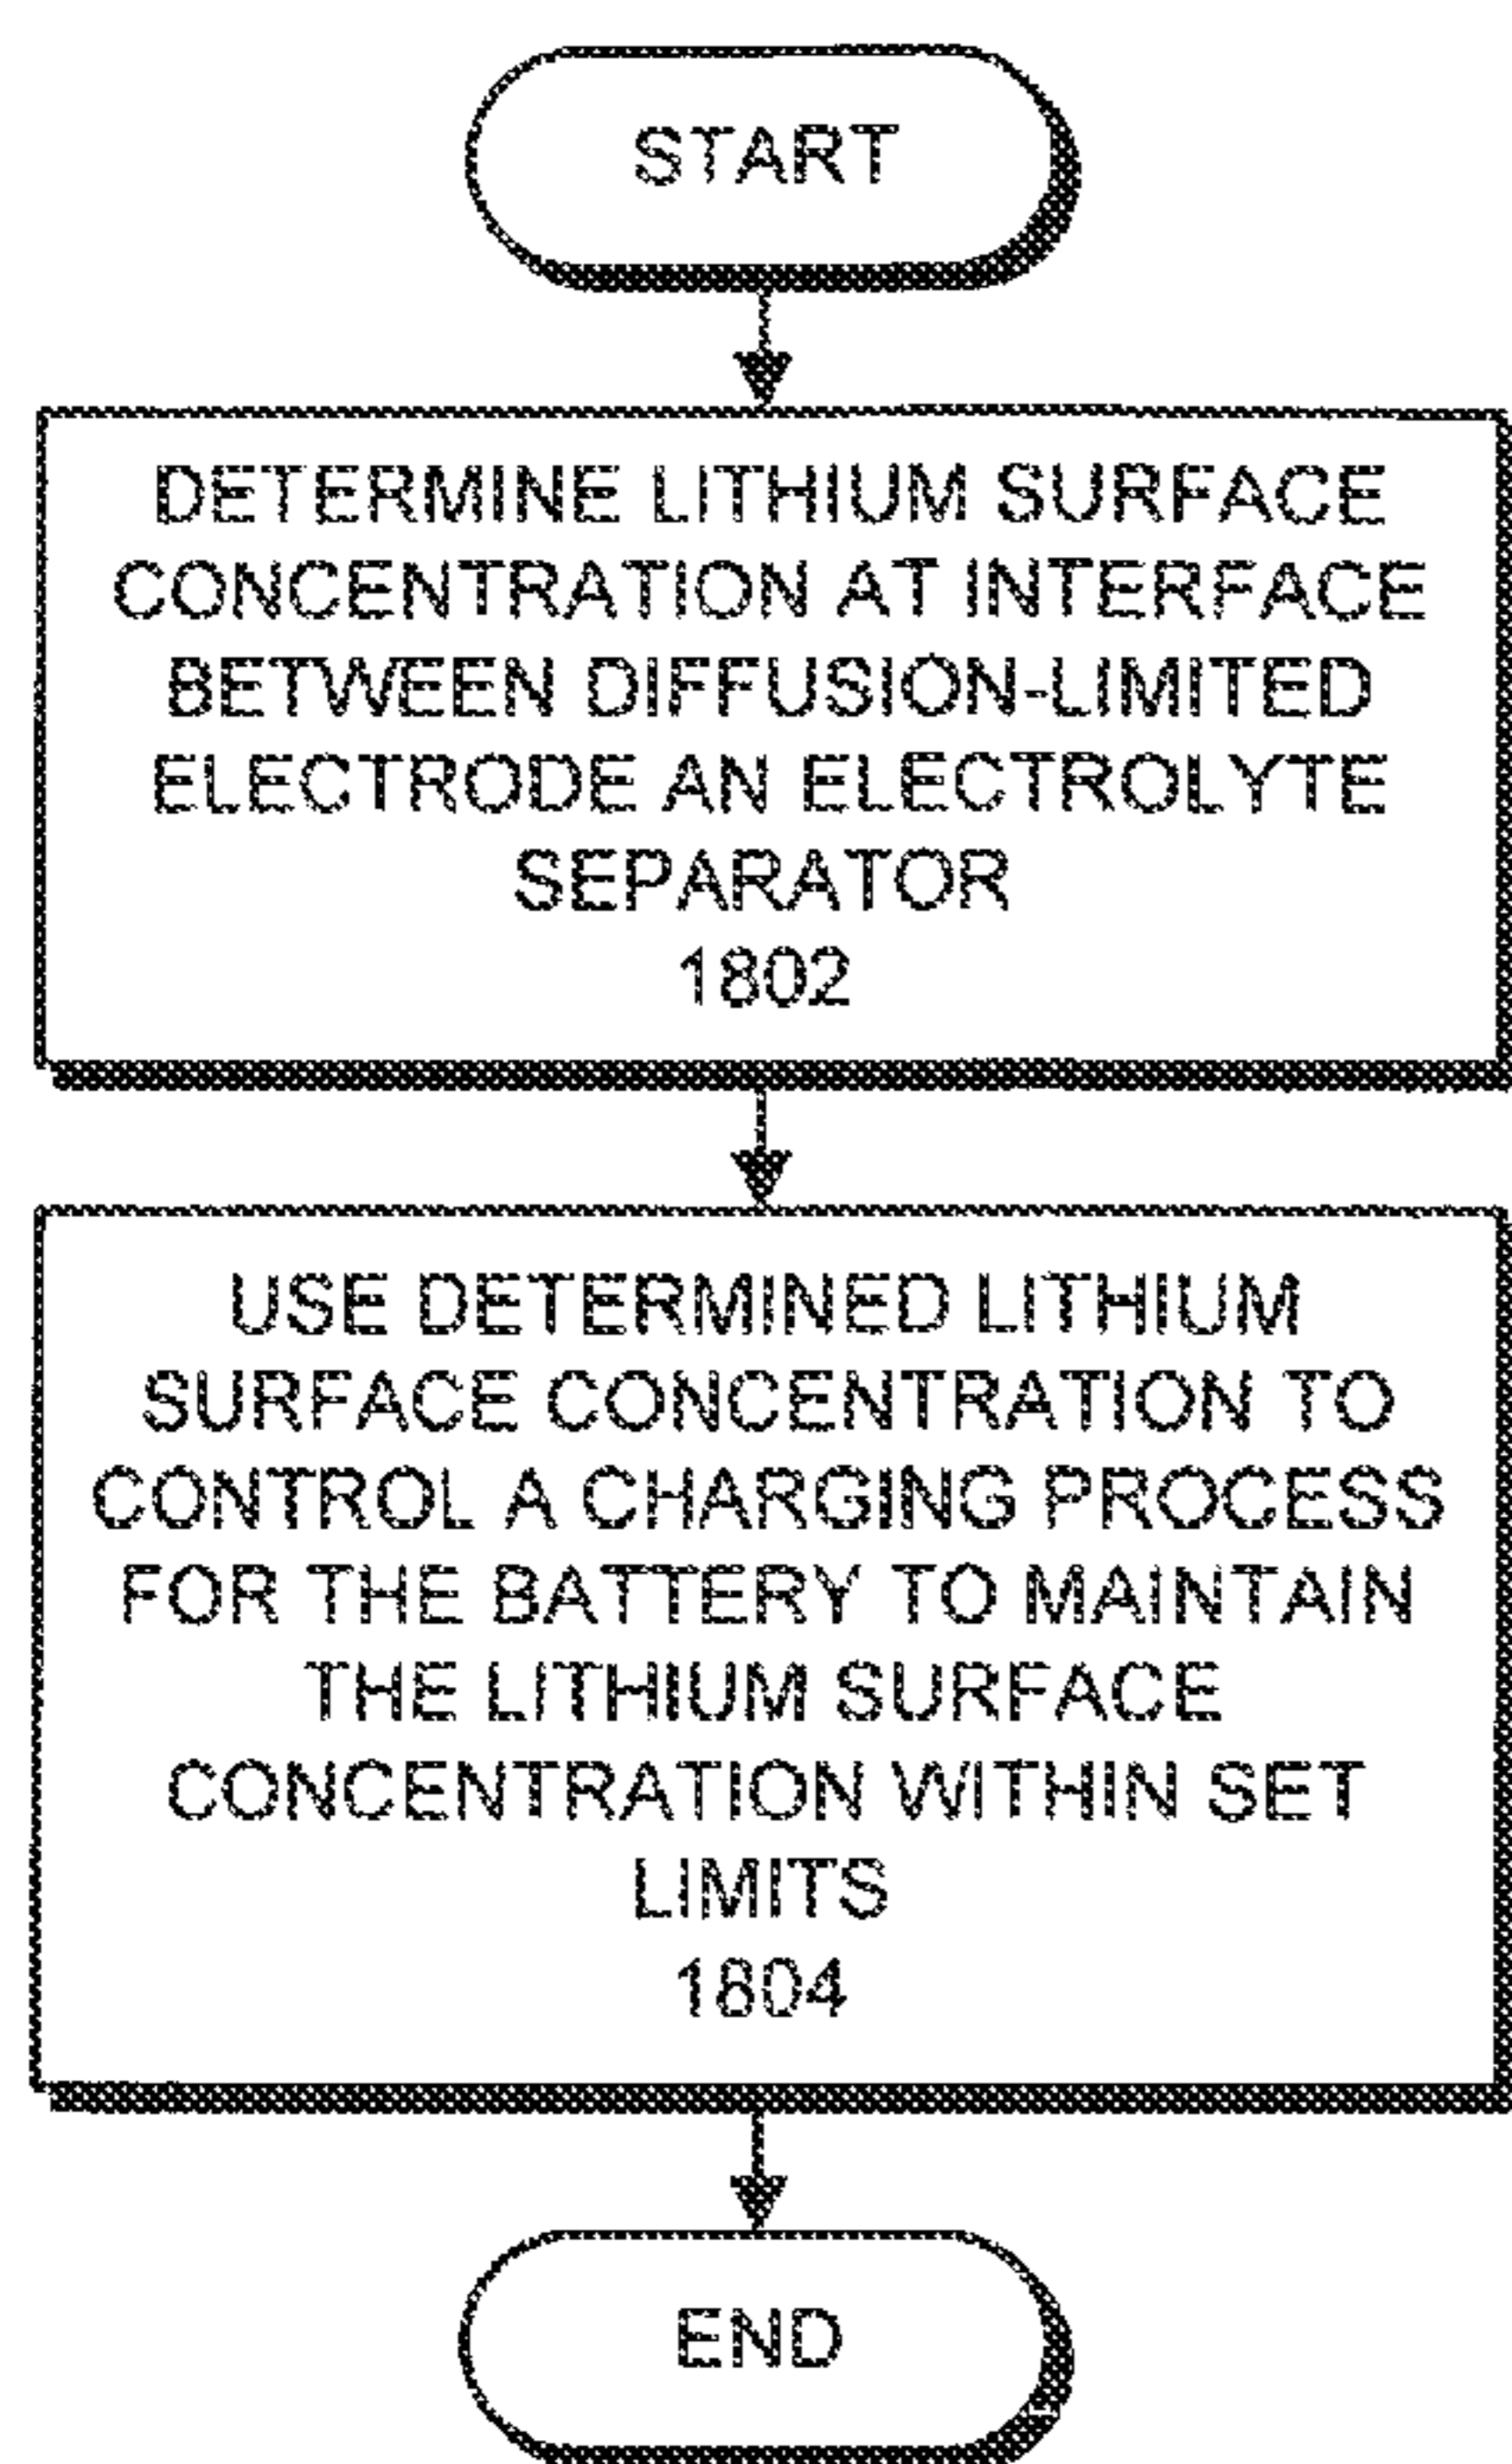 START
DETERMINE LITHIUM SURFACE
CONCENTRATION AT INTERFACE
BETWEEN DIFFUSION-LIMITED
ELECTRODE AN ELECTROLYTE
SEPARATOR
1802
USE DETERMINED LITHIUM
SURFACE CONCENTRATION TO
CONTROL A CHARGING PROCESS
FOR THE BATTERY TO MAINTAIN
THE LITHIUM SURFACE
CONCENTRATION WITHIN SET
LIMITS
1804
END